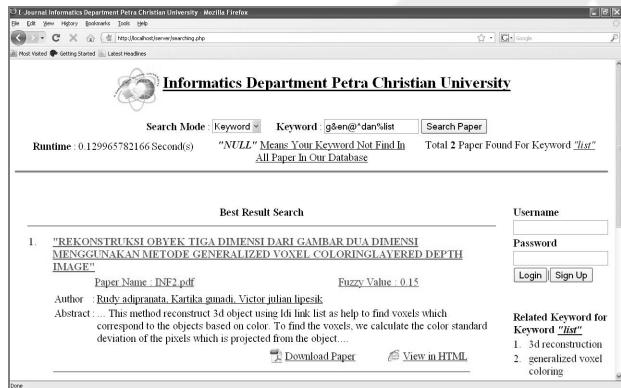 E-Journal Informatics Department Petra Christian University - Mozilla Firefox
File Edit View History Bookmarks Tools Help
http://localhost/server/searching.php
Google
Most Visited Getting Started Latest Headlines
Informatics Department Petra Christian University
Search Mode : Keyword Keyword : g&en@^dan%list Search Paper
Runtime : 0.129965782166 Second(s)
"NULL" Means Your Keyword Not Find In
All Paper In Our Database
Total 2 Paper Found For Keyword "list"
Best Result Search
1. "REKONSTRUKSI OBYEK TIGA DIMENSI DARI GAMBAR DUA DIMENSI
MENGGUNAKAN METODE GENERALIZED VOXEL COLORINGLAYERED DEPTH
IMAGE"
Paper Name : INF2.pdf Fuzzy Value : 0.15
Author : Rudy adipranata, Kartika gunadi, Victor julian lipesik
Abstract : ... This method reconstruct 3d object using ldi link list as help to find voxels which
correspond to the objects based on color. To find the voxels, we calculate the color standard
deviation of the pixels which is projected from the object....
Download Paper View in HTML
Username
Password
Login | Sign Up
Related Keyword for
Keyword "list"
1. 3d reconstruction
2. generalized voxel
coloring
Done